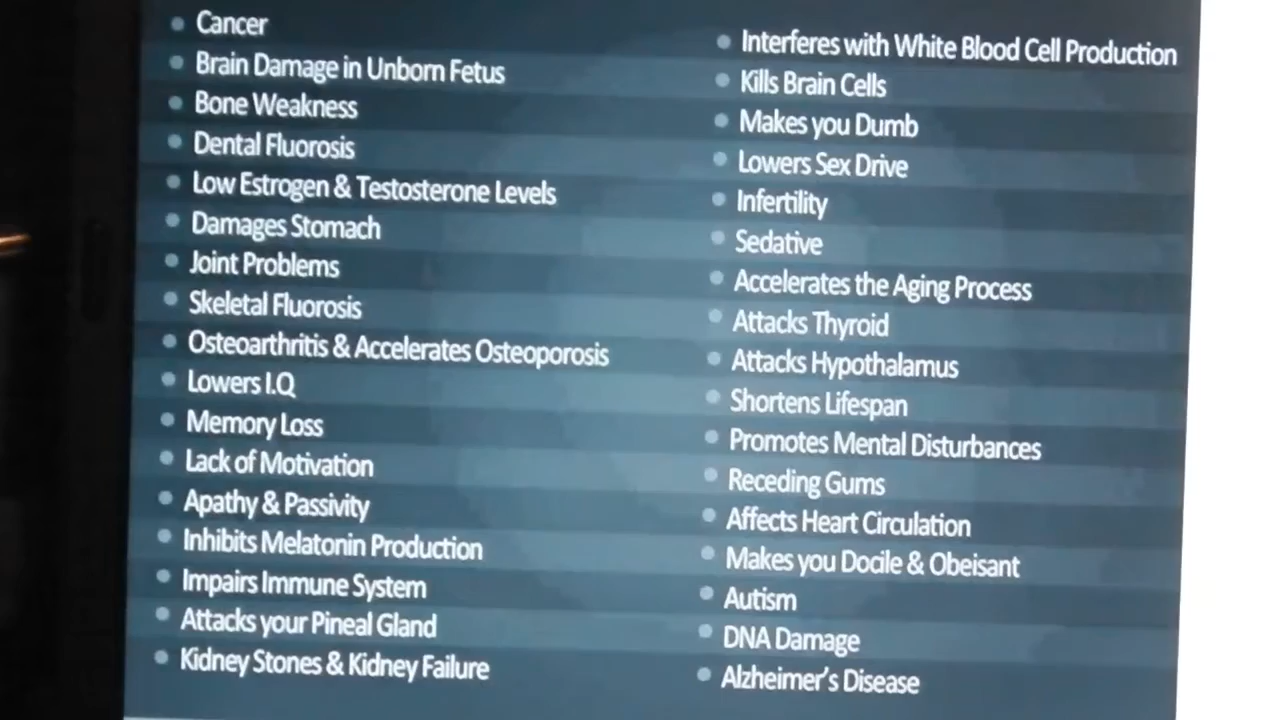 Cancer
Brain Damage in Unborn Fetus
Bone Weakness
Dental Fluorosis
Low Estrogen & Testosterone Levels
Damages Stomach
Joint Problems
Skeletal Fluorosis
Osteoarthritis & Accelerates Osteoporosis
Lowers I.Q
Memory Loss
Lack of Motivation
Apathy & Passivity
Inhibits Melatonin Production
Impairs Immune System
Attacks your Pineal Gland
Kidney Stones & Kidney Failure
Interferes with White Blood Cell Production
Kills Brain Cells
Makes you Dumb
Lowers Sex Drive
Infertility
Sedative
Accelerates the Aging Process
Attacks Thyroid
Attacks Hypothalamus
Shortens Lifespan
Promotes Mental Disturbances
Receding Gums
Affects Heart Circulation
Makes you Docile & Obeisant
Autism
DNA Damage
Alzheimer's Disease